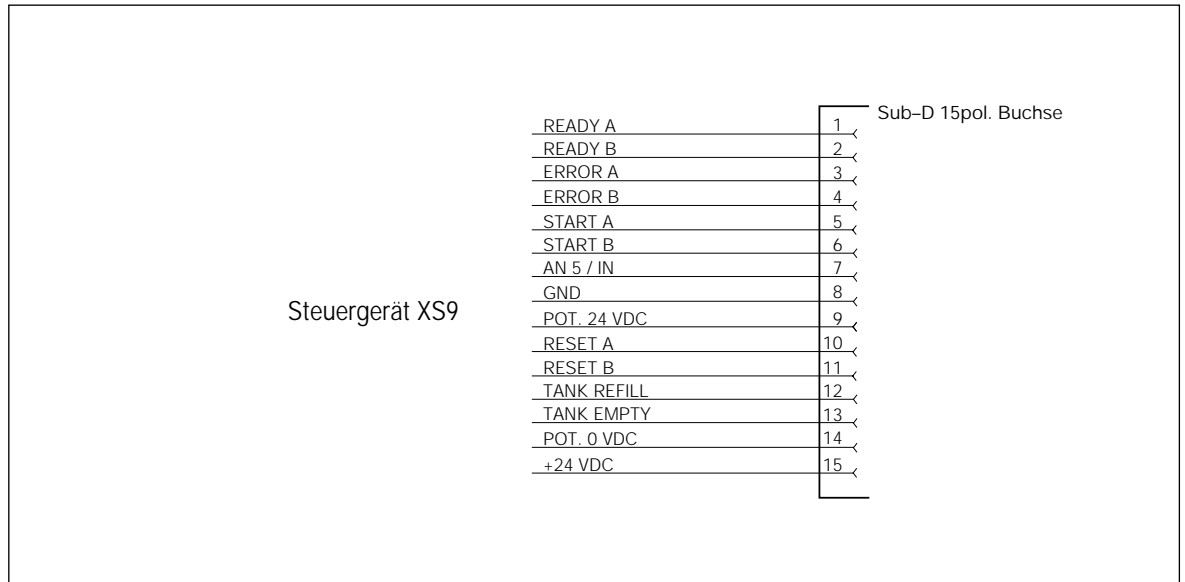 Sub–D 15pol. Buchse
READY A 1
READY B 2
ERROR A 3
ERROR B 4
START A 5
START B 6
AN 5 / IN 7
GND 8
Steuergerät XS9
POT. 24 VDC 9
RESET A 10
RESET B 11
TANK REFILL 12
TANK EMPTY 13
POT. 0 VDC 14
+24 VDC 15